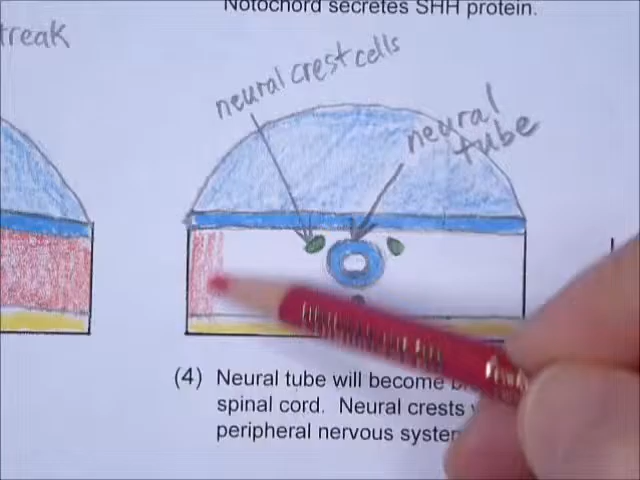 Notochord secretes SHH protein.
treak
neural crest cells
neural
tube
(4) Neural tube will become
spinal cord. Neural crests
peripheral nervous system